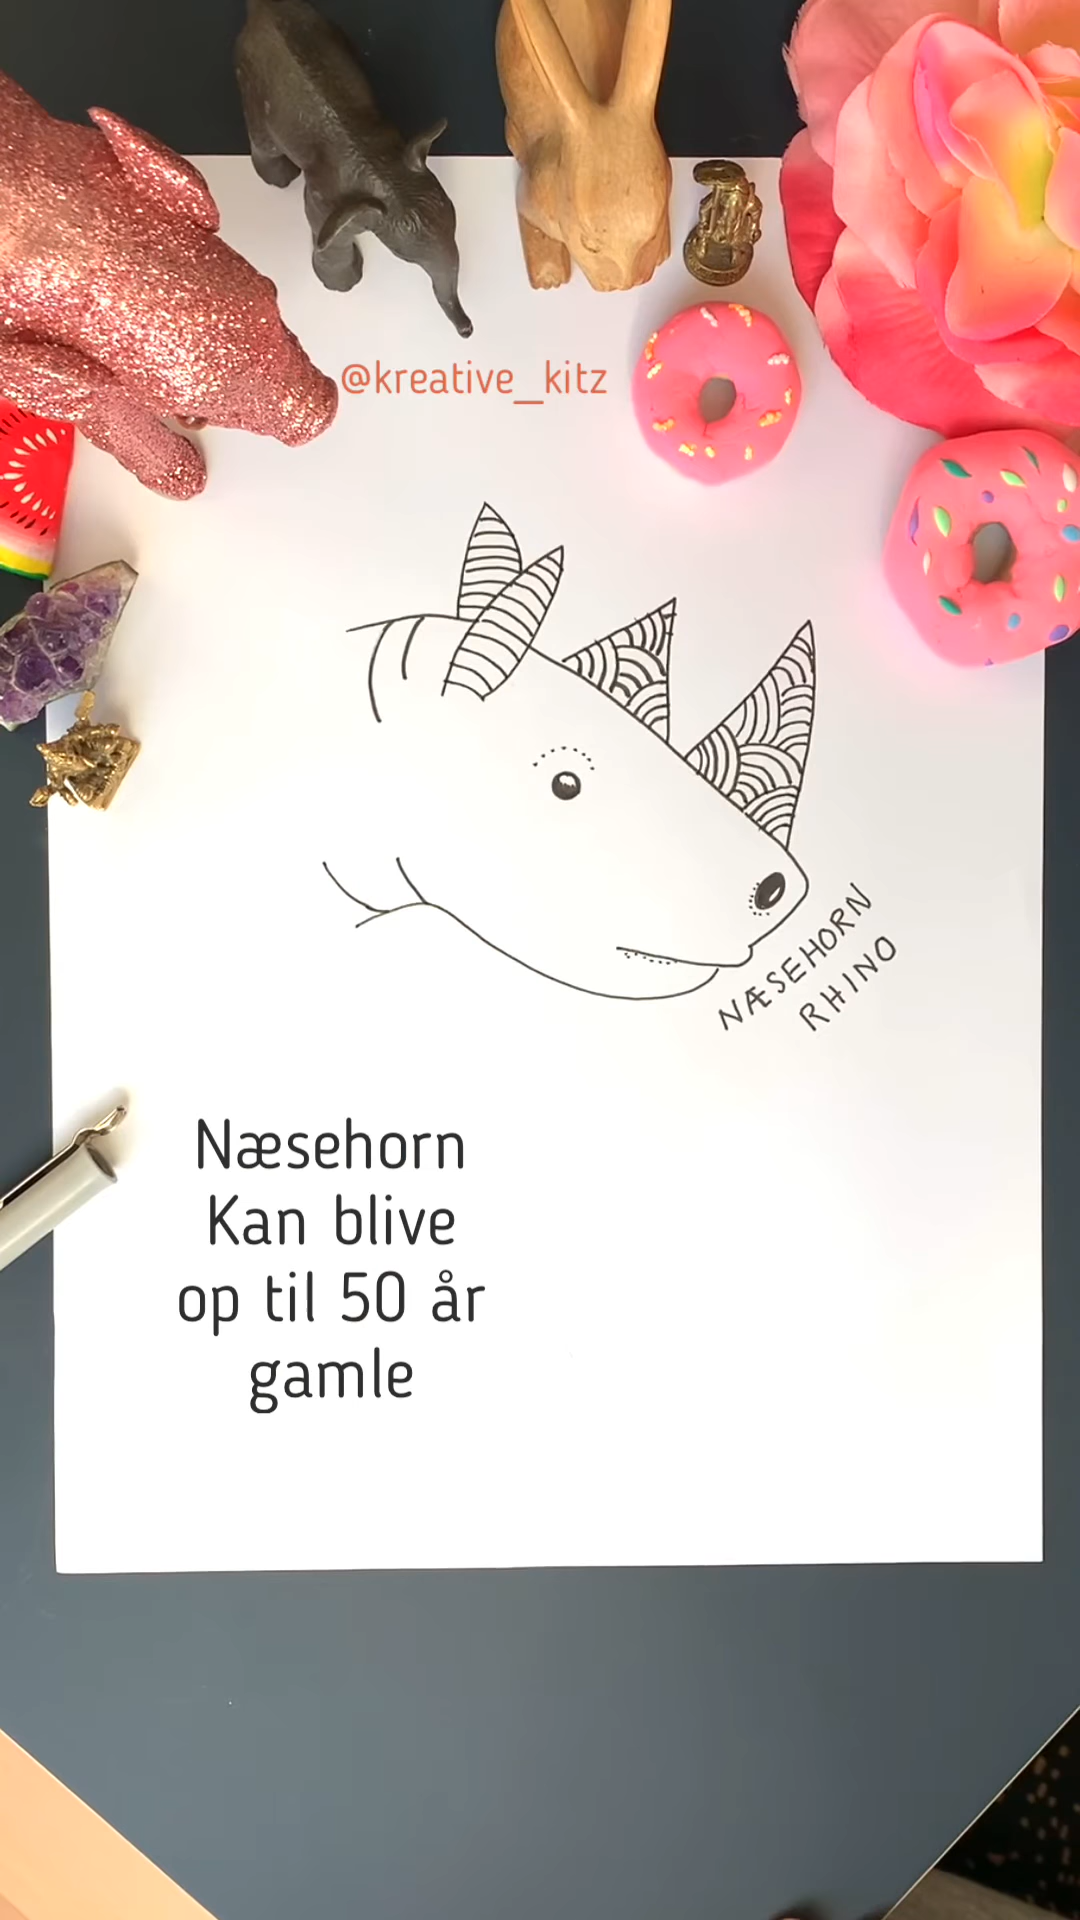 @kreative_kitz
NÆSEHORN
RHINO
Næsehorn
Kan blive
op til 50 år
gamle